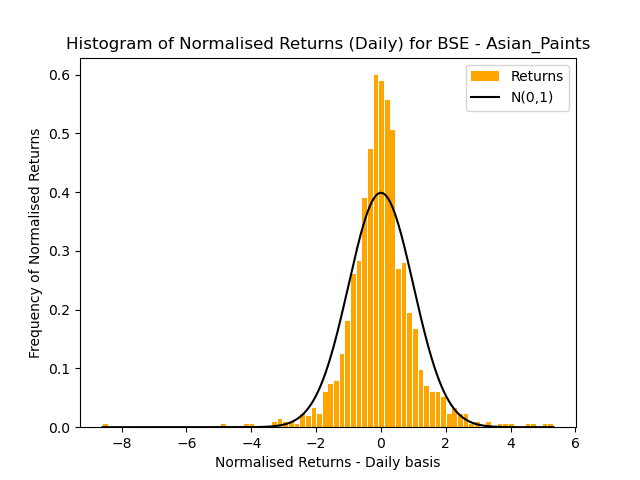 Histogram of Normalised Returns (Daily) for BSE - Asian_Paints
Returns
N(0,1)
Frequency of Normalised Returns
0.6
0.5
0.4
0.3
0.2
0.1
0.0
−8 −6 −4 −2 0 2 4 6
Normalised Returns - Daily basis